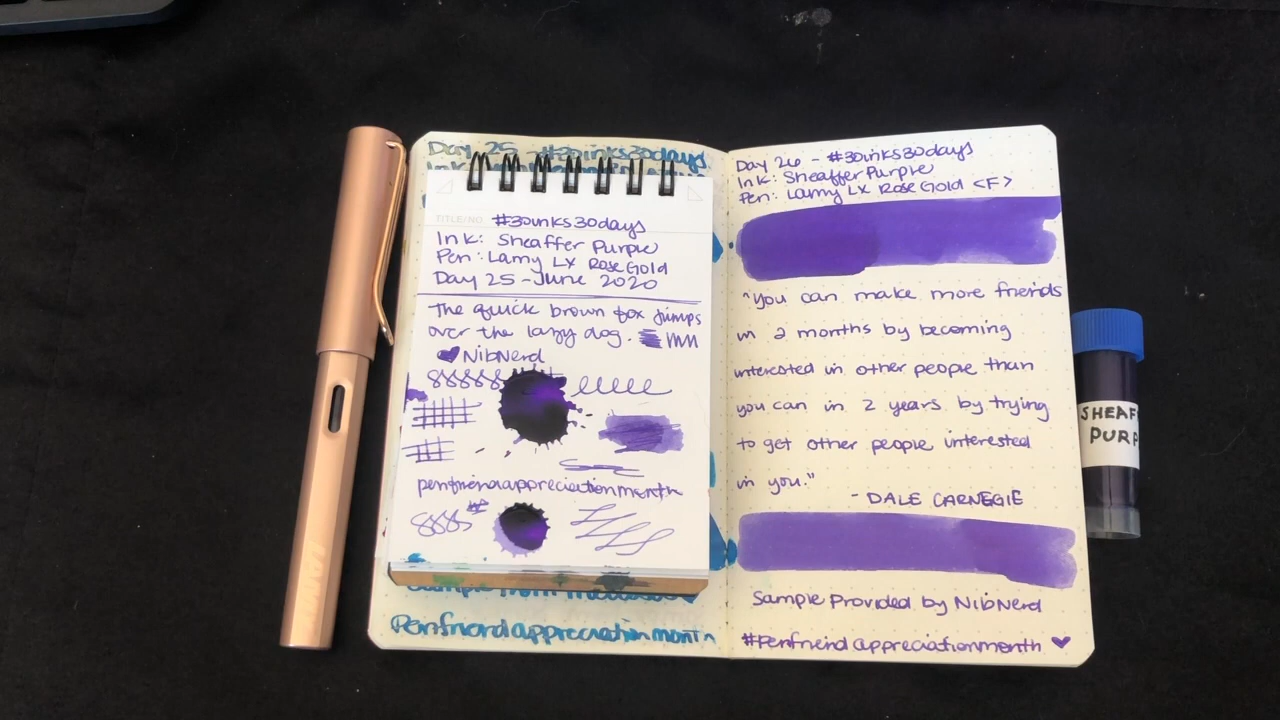 Day 25 #30inks30days
TITLE/NO.
#30inks30days
Ink: Sheaffer Purple
Pen: Lamy LX Rose Gold
Day 25 - June 2020
The quick brown fox jumps
over the lazy dog.
NibNerd
penfriendappreciationmonth
Penfriendappreciationmonth
Day 26 - #30inks30days
Ink: Sheaffer Purple
Pen: Lamy LX Rose Gold <F>
"You can make more friends
in 2 months by becoming
interested in other people than
you can in 2 years by trying
to get other people interested
in you."
- DALE CARNEGIE
Sample Provided by NibNerd
#Penfriendappreciationmonth ♥
SHEAF
PURP
LAMY